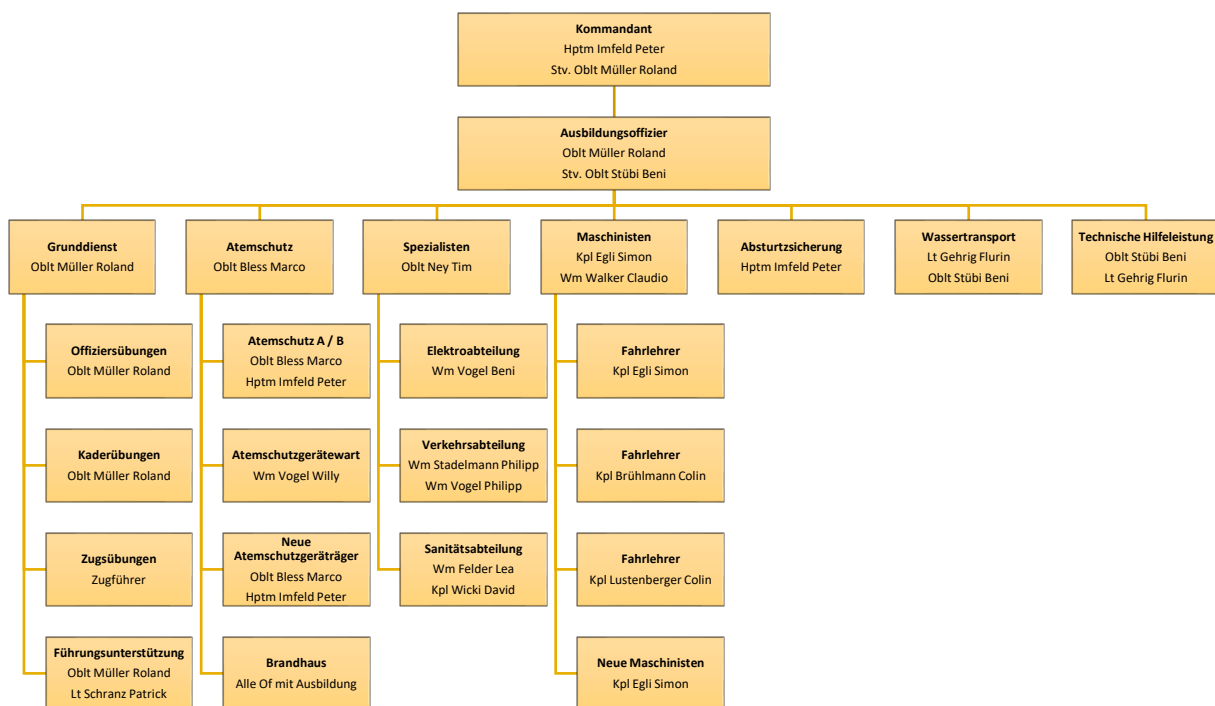 Kommandant
Hptm Imfeld Peter
Stv. Oblt Müller Roland
Ausbildungsoffizier
Oblt Müller Roland
Stv. Oblt Stübi Beni
Grunddienst
Oblt Müller Roland
Atemschutz
Oblt Bless Marco
Spezialisten
Oblt Ney Tim
Maschinisten
Kpl Egli Simon
Wm Walker Claudio
Absturtzsicherung
Hptm Imfeld Peter
Wassertransport
Lt Gehrig Flurin
Oblt Stübi Beni
Technische Hilfeleistung
Oblt Stübi Beni
Lt Gehrig Flurin
Offiziersübungen
Oblt Müller Roland
Atemschutz A / B
Oblt Bless Marco
Hptm Imfeld Peter
Elektroabteilung
Wm Vogel Beni
Fahrlehrer
Kpl Egli Simon
Kaderübungen
Oblt Müller Roland
Atemschutzgerätewart
Wm Vogel Willy
Verkehrsabteilung
Wm Stadelmann Philipp
Wm Vogel Philipp
Fahrlehrer
Kpl Brühlmann Colin
Zugsübungen
Zugführer
Neue
Atemschutzgeräträger
Oblt Bless Marco
Hptm Imfeld Peter
Sanitätsabteilung
Wm Felder Lea
Kpl Wicki David
Fahrlehrer
Kpl Lustenberger Colin
Führungsunterstützung
Oblt Müller Roland
Lt Schranz Patrick
Brandhaus
Alle Of mit Ausbildung
Neue Maschinisten
Kpl Egli Simon